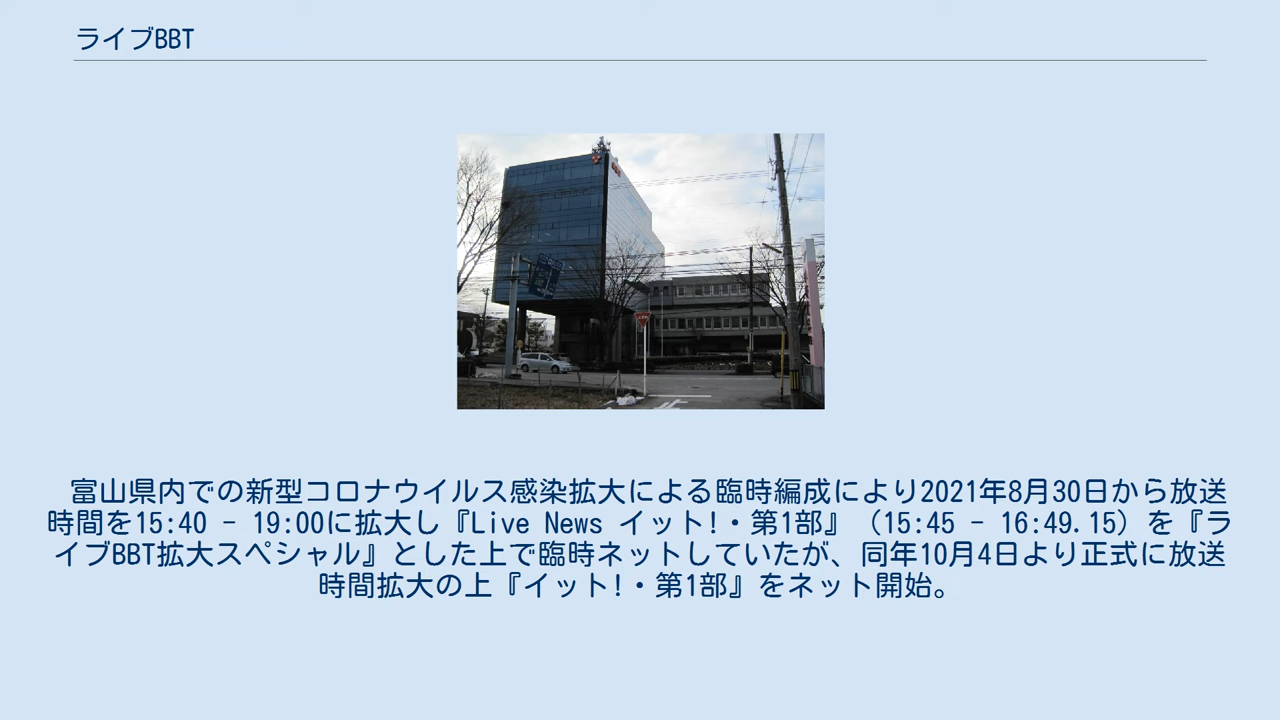 ライブBBT
富山県内での新型コロナウイルス感染拡大による臨時編成により2021年8月30日から放送
時間を15:40 - 19:00に拡大し『Live News イット!・第1部』（15:45 - 16:49.15）を『ラ
イブBBT拡大スペシャル』とした上で臨時ネットしていたが、同年10月4日より正式に放送
時間拡大の上『イット!・第1部』をネット開始。